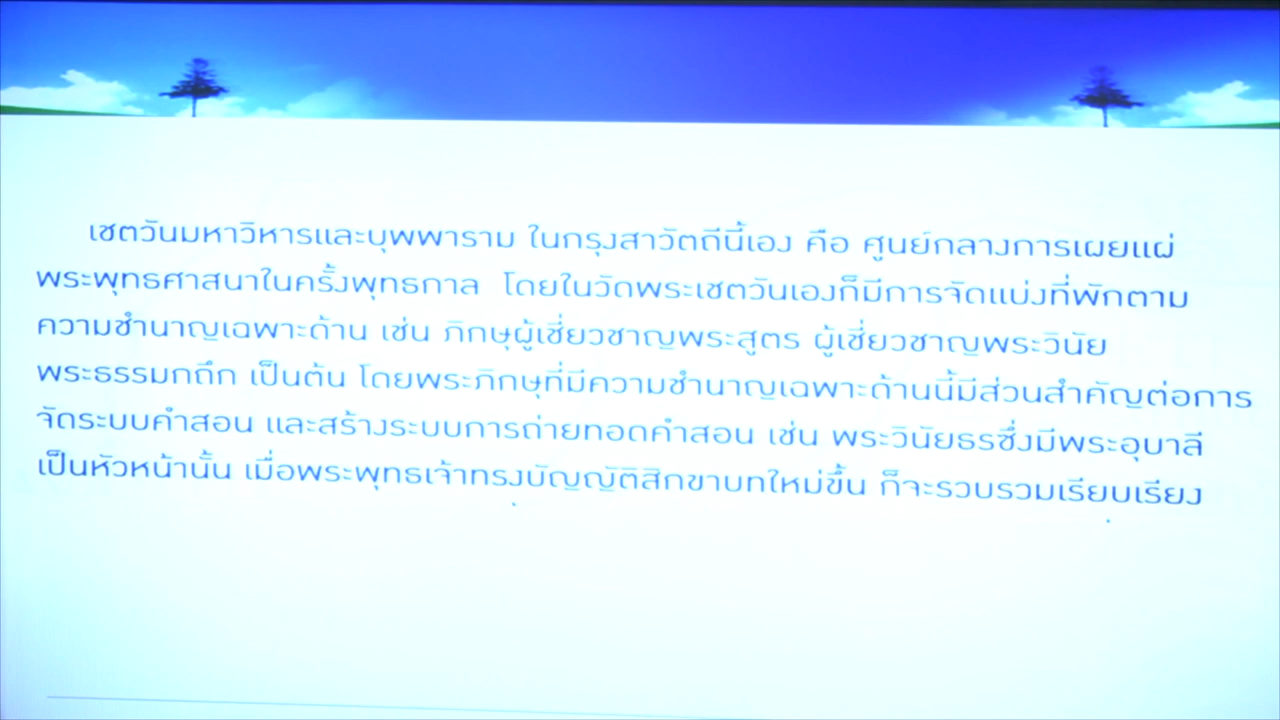 เชตวันมหาวิหารและบุพพาราม ในกรุงสาวัตถีนี้เอง คือ ศูนย์กลางการเผยแผ่
พระพุทธศาสนาในครั้งพุทธกาล โดยในวัดพระเชตวันเองก็มีการจัดแบ่งที่พักตาม
ความชำนาญเฉพาะด้าน เช่น ภิกษุผู้เชี่ยวชาญพระสูตร ผู้เชี่ยวชาญพระวินัย
พระธรรมกถึก เป็นต้น โดยพระภิกษุที่มีความชำนาญเฉพาะด้านนี้มีส่วนสำคัญต่อการ
จัดระบบคำสอน และสร้างระบบการถ่ายทอดคำสอน เช่น พระวินัยธรซึ่งมีพระอุบาลี
เป็นหัวหน้านั้น เมื่อพระพุทธเจ้าทรงบัญญัติสิกขาบทใหม่ขึ้น ก็จะรวบรวมเรียบเรียง